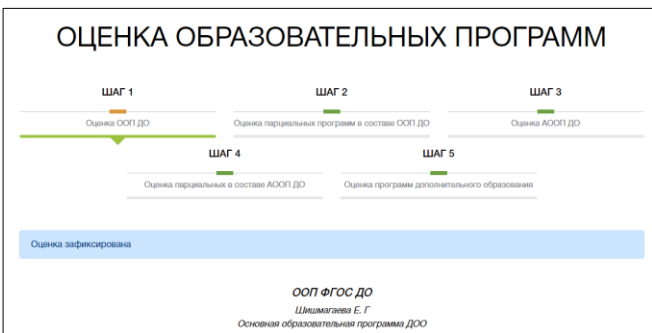 ОЦЕНКА ОБРАЗОВАТЕЛЬНЫХ ПРОГРАММ
ШАГ 1
ШАГ 2
ШАГ 3
Оценка ООП ДО
Оценка парциальных программ в составе ООП ДО
Оценка АООП ДО
ШАГ 4
ШАГ 5
Оценка парциальных в составе АООП ДО
Оценка программ дополнительного образования
Оценка зафиксирована
ООП ФГОС ДО
Шишмагаева Е. Г
Основная образовательная программа ДОО